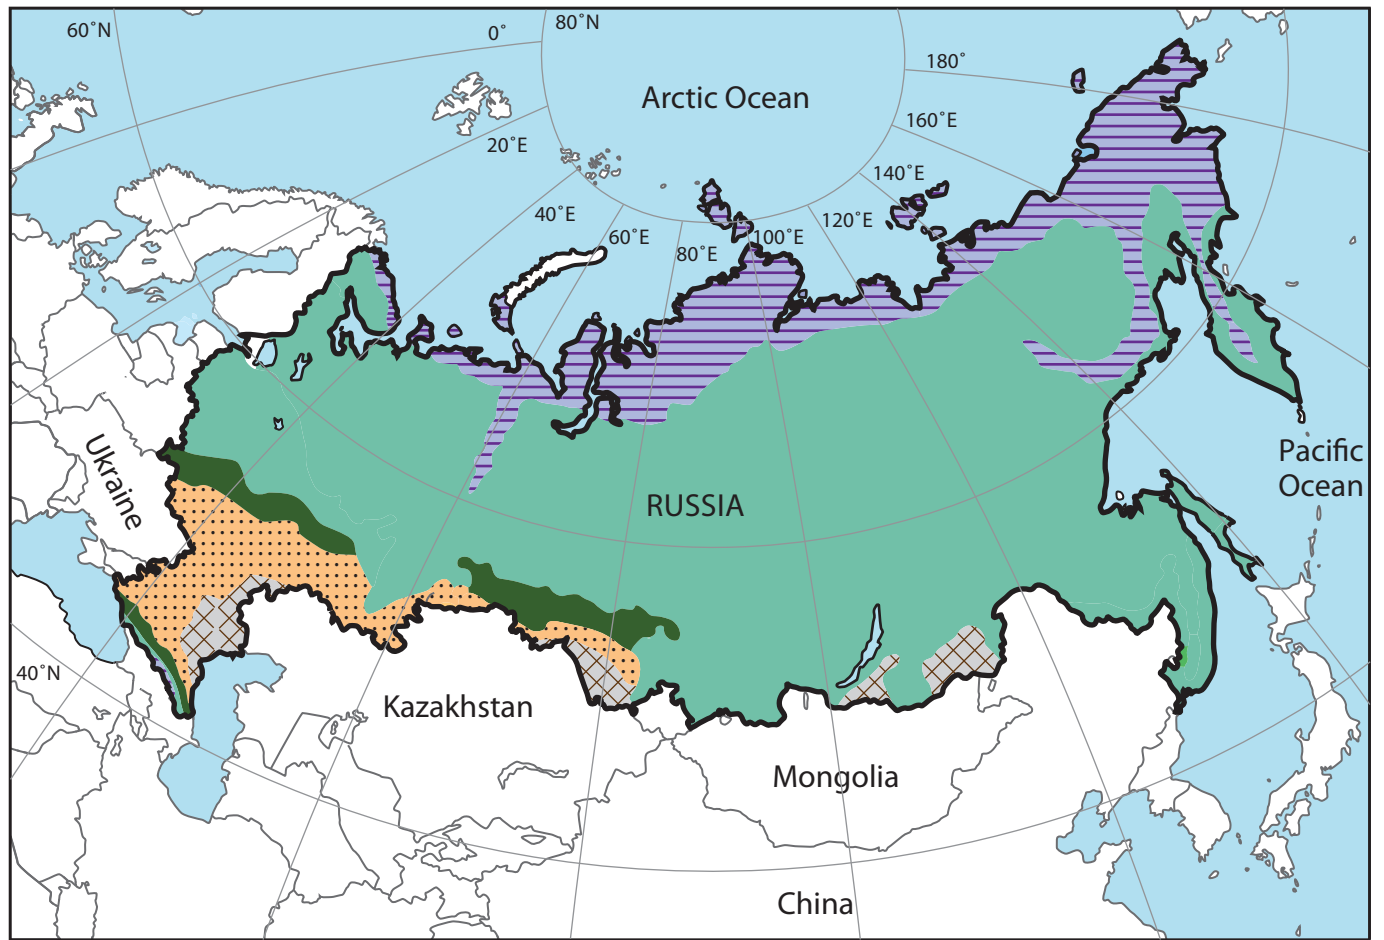 60˚N
0˚
80˚N
180˚
Arctic Ocean
160˚E
20˚E
140˚E
40˚E
120˚E
60˚E
100˚E
80˚E
Ukraine
Pacific
Ocean
RUSSIA
40˚N
Kazakhstan
Mongolia
China